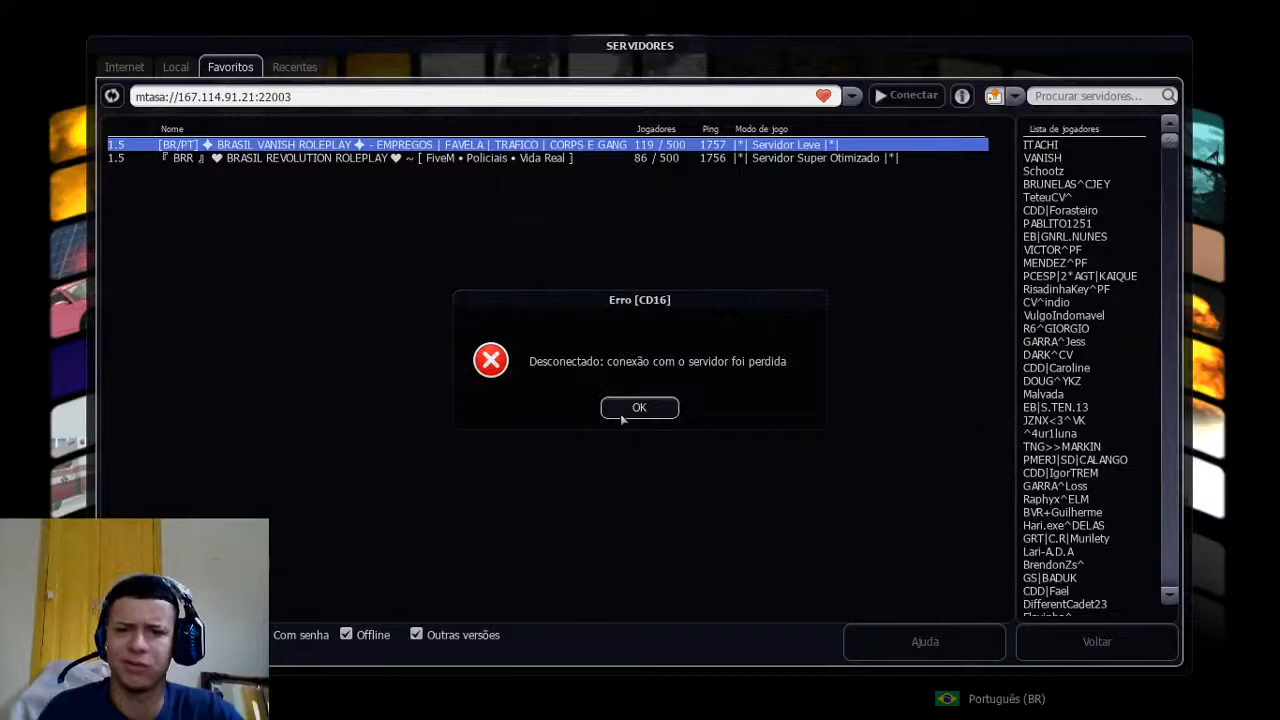 SERVIDORES
Internet Local Favoritos Recentes
mtasa://167.114.91.21:22003 Conectar Procurar servidores...
Nome Jogadores Ping Modo de jogo Lista de jogadores
1.5 [BR/PT] ✦ BRASIL VANISH ROLEPLAY ✦ - EMPREGOS | FAVELA | TRAFICO | CORPS E GANG 119 / 500 1757 |*| Servidor Leve |*|
1.5 『 BRR 』 ♥ BRASIL REVOLUTION ROLEPLAY ♥ ~ [ FiveM • Policiais • Vida Real ] 86 / 500 1756 |*| Servidor Super Otimizado |*|
ITACHI
VANISH
Schootz
BRUNELAS^CJEY
TeteuCV^
CDD|Forasteiro
PABLITO1251
EB|GNRL.NUNES
VICTOR^PF
MENDEZ^PF
PCESP|2*AGT|KAIQUE
RisadinhaKey^PF
CV^indio
VulgoIndomavel
R6^GIORGIO
GARRA^Jess
DARK^CV
CDD|Caroline
DOUG^YKZ
Malvada
EB|S.TEN.13
JZNX<3^VK
^4ur1luna
TNG>>MARKIN
PMERJ|SD|CALANGO
CDD|IgorTREM
GARRA^Loss
Raphyx^ELM
BVR+Guilherme
Hari.exe^DELAS
GRT|C.R|Murilety
Lari-A.D.A
BrendonZs^
GS|BADUK
CDD|Fael
DifferentCadet23
Erro [CD16]
Desconectado: conexão com o servidor foi perdida
OK
Com senha Offline Outras versões
Ajuda Voltar
Português (BR)